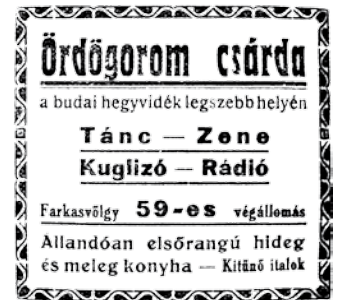 Ördögorom csárda
a budai hegyvidék legszebb helyén
Tánc — Zene
Kuglizó — Rádió
Farkasvölgy 59-es végállomás
Állandóan elsőrangú hideg
és meleg konyha — Kitünő italok